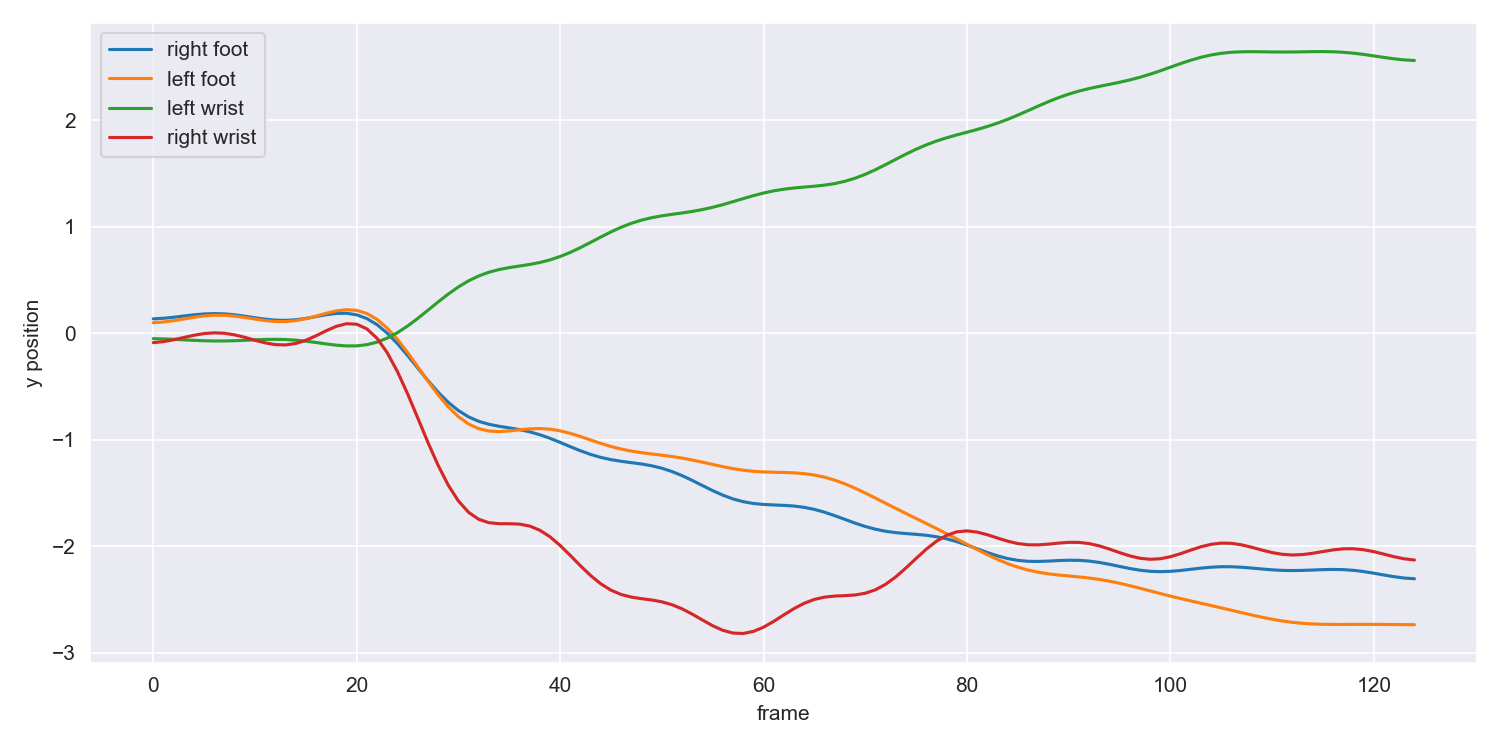 right foot
left foot
left wrist
right wrist
2
1
0
−1
−2
−3
y position
0 20 40 60 80 100 120
frame